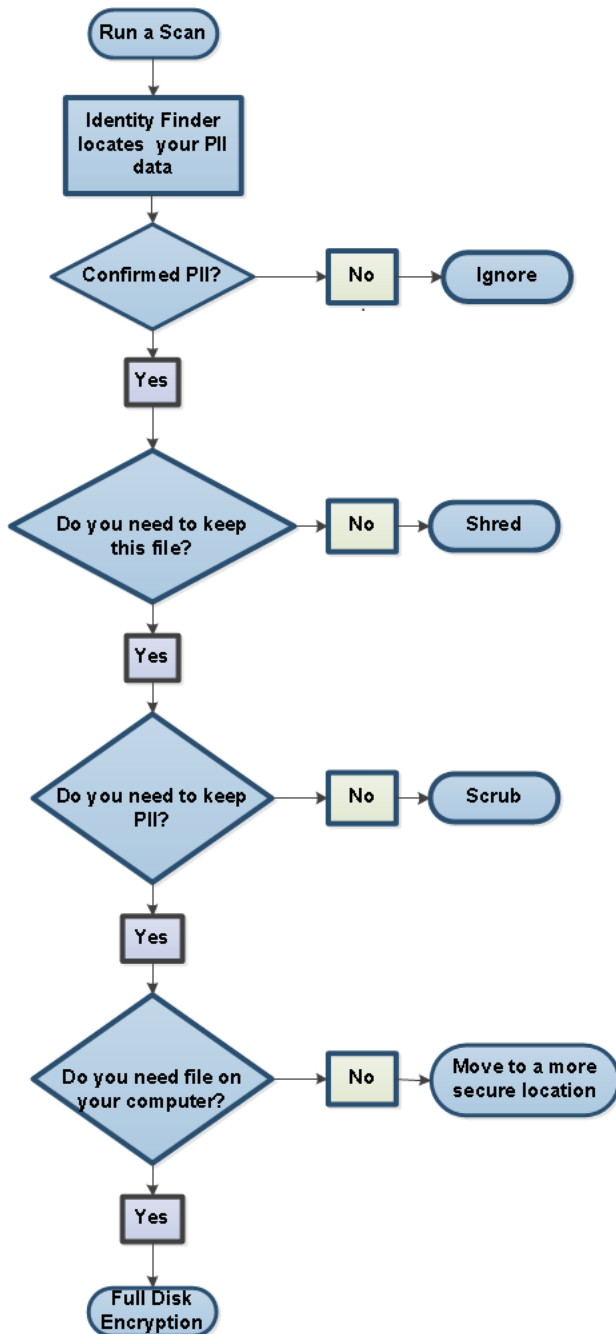 Run a Scan
Identity Finder
locates your PII
data
Confirmed PII?
No
Ignore
Yes
Do you need to keep
this file?
No
Shred
Yes
Do you need to keep
PII?
No
Scrub
Yes
Do you need file on
your computer?
No
Move to a more
secure location
Yes
Full Disk
Encryption